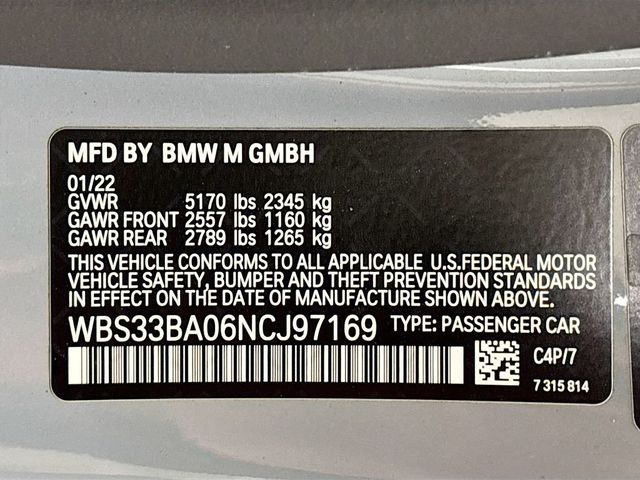 MFD BY BMW M GMBH
01/22
GVWR 5170 lbs 2345 kg
GAWR FRONT 2557 lbs 1160 kg
GAWR REAR 2789 lbs 1265 kg
THIS VEHICLE CONFORMS TO ALL APPLICABLE U.S.FEDERAL MOTOR
VEHICLE SAFETY, BUMPER AND THEFT PREVENTION STANDARDS
IN EFFECT ON THE DATE OF MANUFACTURE SHOWN ABOVE.
WBS33BA06NCJ97169 TYPE: PASSENGER CAR
C4P/7
7 315 814